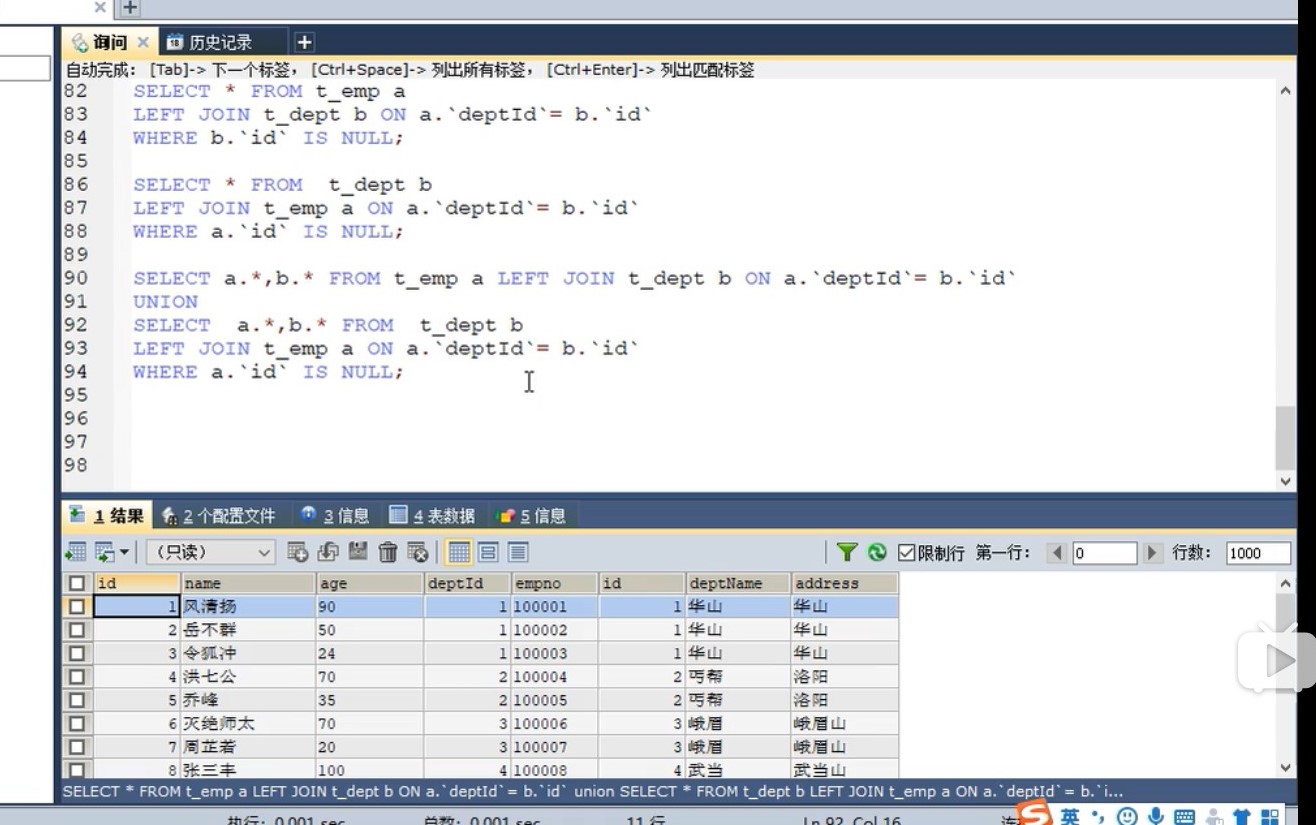 询问 历史记录
自动完成: [Tab]-> 下一个标签, [Ctrl+Space]-> 列出所有标签, [Ctrl+Enter]-> 列出匹配标签
82 SELECT * FROM t_emp a
83 LEFT JOIN t_dept b ON a.`deptId`= b.`id`
84 WHERE b.`id` IS NULL;
85
86 SELECT * FROM  t_dept b
87 LEFT JOIN t_emp a ON a.`deptId`= b.`id`
88 WHERE a.`id` IS NULL;
89
90 SELECT a.*,b.* FROM t_emp a LEFT JOIN t_dept b ON a.`deptId`= b.`id`
91 UNION
92 SELECT  a.*,b.* FROM  t_dept b
93 LEFT JOIN t_emp a ON a.`deptId`= b.`id`
94 WHERE a.`id` IS NULL;
95
96
97
98
1 结果 2 个配置文件 3 信息 4 表数据 5 信息
(只读) 限制行 第一行: 0 行数: 1000
id name age deptId empno id deptName address
1 风清扬 90 1 100001 1 华山 华山
2 岳不群 50 1 100002 1 华山 华山
3 令狐冲 24 1 100003 1 华山 华山
4 洪七公 70 2 100004 2 丐帮 洛阳
5 乔峰 35 2 100005 2 丐帮 洛阳
6 灭绝师太 70 3 100006 3 峨眉 峨眉山
7 周芷若 20 3 100007 3 峨眉 峨眉山
8 张三丰 100 4 100008 4 武当 武当山
SELECT * FROM t_emp a LEFT JOIN t_dept b ON a.`deptId`= b.`id` union SELECT * FROM t_dept b LEFT JOIN t_emp a ON a.`deptId`= b.`i...
执行: 0.001 sec 总数: 0.001 sec 11 行 Ln 92, Col 16 英